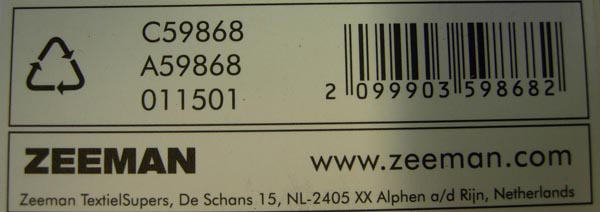 C59868
A59868
011501
2 099903 598682
ZEEMAN
www.zeeman.com
Zeeman TextielSupers, De Schans 15, NL-2405 XX Alphen a/d Rijn, Netherlands